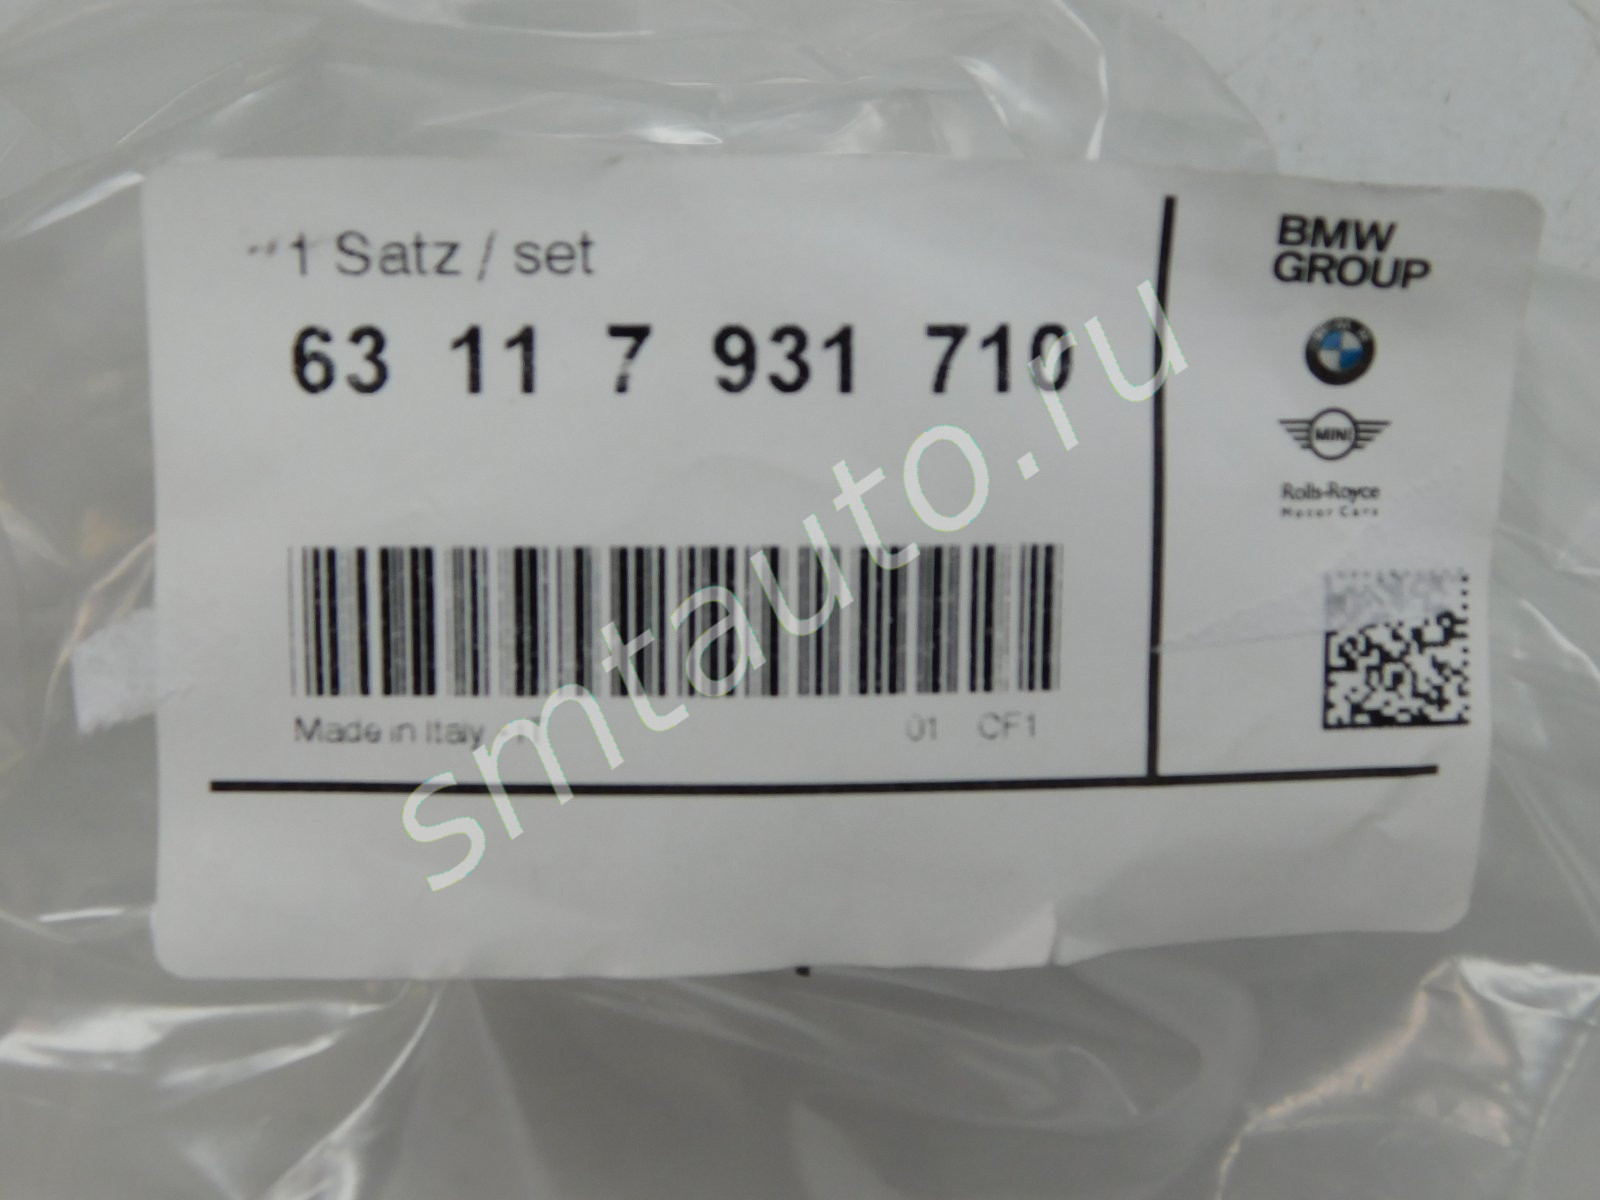 1 Satz / set
63 11 7 931 710
Made in Italy
01 CF1
BMW
GROUP
MINI
Rolls-Royce
Motor Cars
smtauto.ru